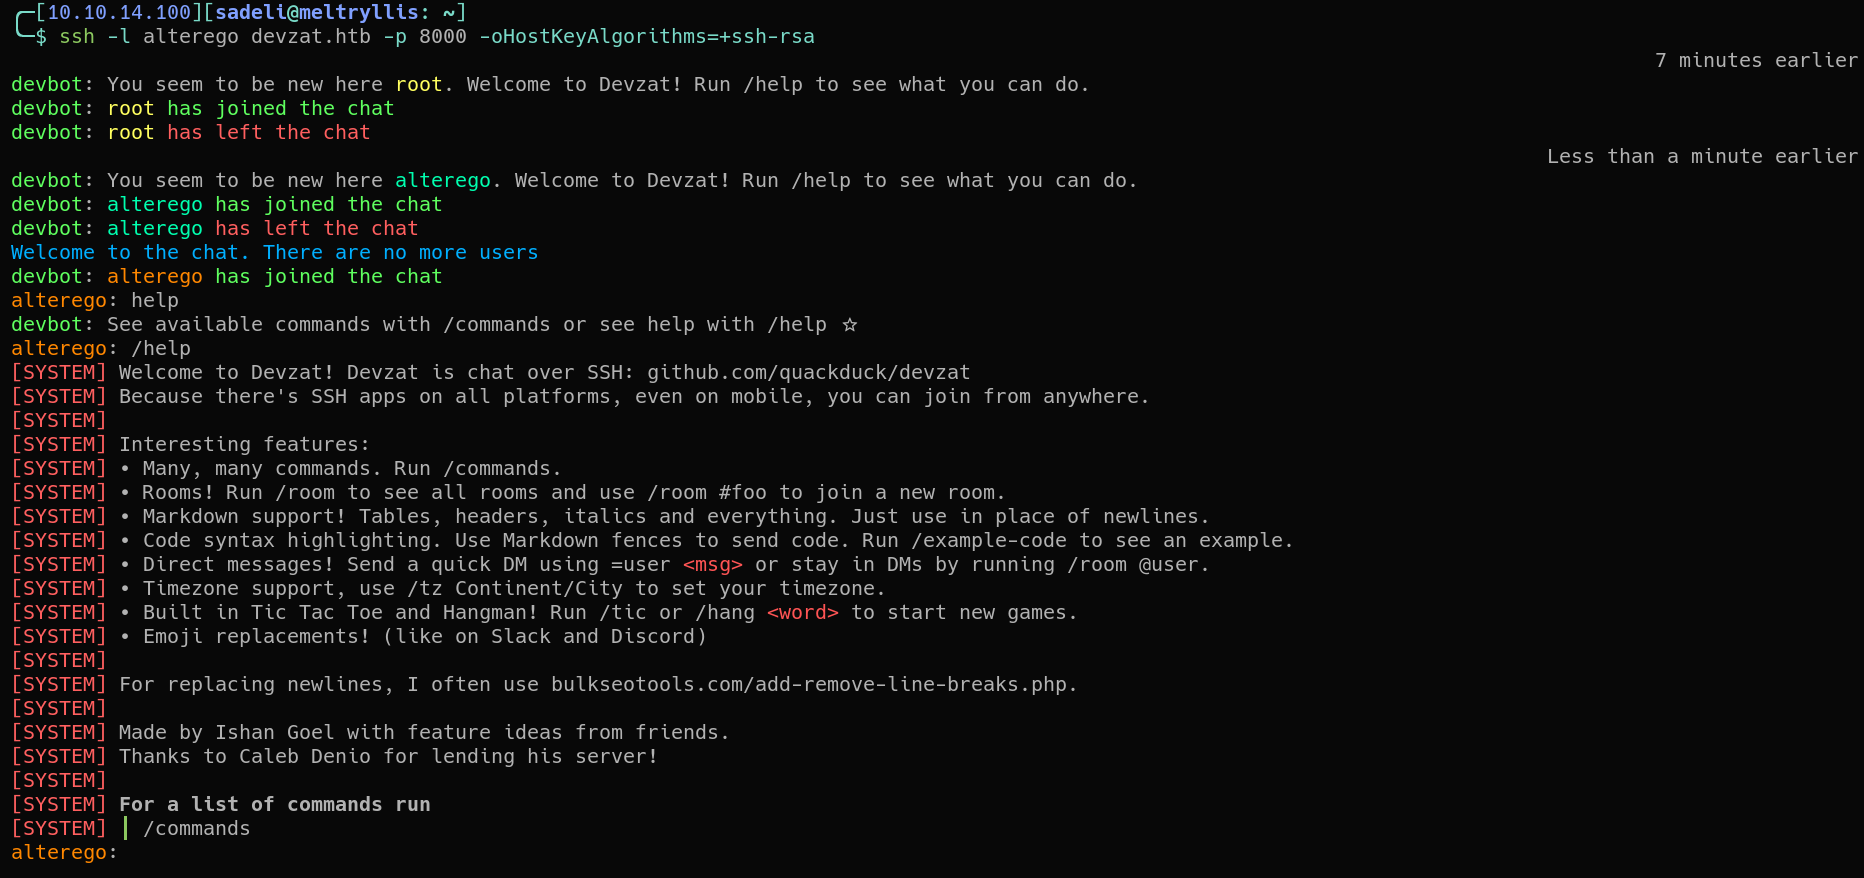 [10.10.14.100][sadeli@meltryllis: ~]
$ ssh -l alterego devzat.htb -p 8000 -oHostKeyAlgorithms=+ssh-rsa
7 minutes earlier
devbot: You seem to be new here root. Welcome to Devzat! Run /help to see what you can do.
devbot: root has joined the chat
devbot: root has left the chat
Less than a minute earlier
devbot: You seem to be new here alterego. Welcome to Devzat! Run /help to see what you can do.
devbot: alterego has joined the chat
devbot: alterego has left the chat
Welcome to the chat. There are no more users
devbot: alterego has joined the chat
alterego: help
devbot: See available commands with /commands or see help with /help ☆
alterego: /help
[SYSTEM] Welcome to Devzat! Devzat is chat over SSH: github.com/quackduck/devzat
[SYSTEM] Because there's SSH apps on all platforms, even on mobile, you can join from anywhere.
[SYSTEM]
[SYSTEM] Interesting features:
[SYSTEM] • Many, many commands. Run /commands.
[SYSTEM] • Rooms! Run /room to see all rooms and use /room #foo to join a new room.
[SYSTEM] • Markdown support! Tables, headers, italics and everything. Just use in place of newlines.
[SYSTEM] • Code syntax highlighting. Use Markdown fences to send code. Run /example-code to see an example.
[SYSTEM] • Direct messages! Send a quick DM using =user <msg> or stay in DMs by running /room @user.
[SYSTEM] • Timezone support, use /tz Continent/City to set your timezone.
[SYSTEM] • Built in Tic Tac Toe and Hangman! Run /tic or /hang <word> to start new games.
[SYSTEM] • Emoji replacements! (like on Slack and Discord)
[SYSTEM]
[SYSTEM] For replacing newlines, I often use bulkseotools.com/add-remove-line-breaks.php.
[SYSTEM]
[SYSTEM] Made by Ishan Goel with feature ideas from friends.
[SYSTEM] Thanks to Caleb Denio for lending his server!
[SYSTEM]
[SYSTEM] For a list of commands run
[SYSTEM] │ /commands
alterego: